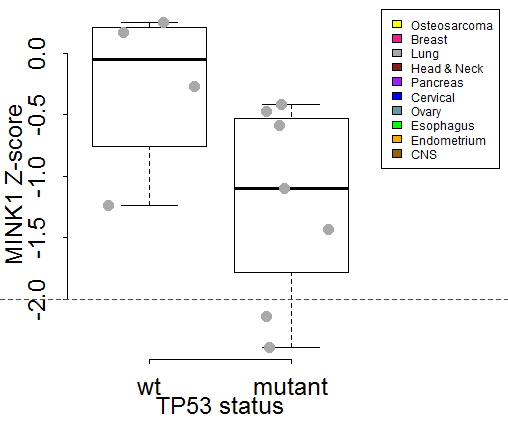 MINK1 Z-score
0.0
-0.5
-1.0
-1.5
-2.0
wt
mutant
TP53 status
Osteosarcoma
Breast
Lung
Head & Neck
Pancreas
Cervical
Ovary
Esophagus
Endometrium
CNS